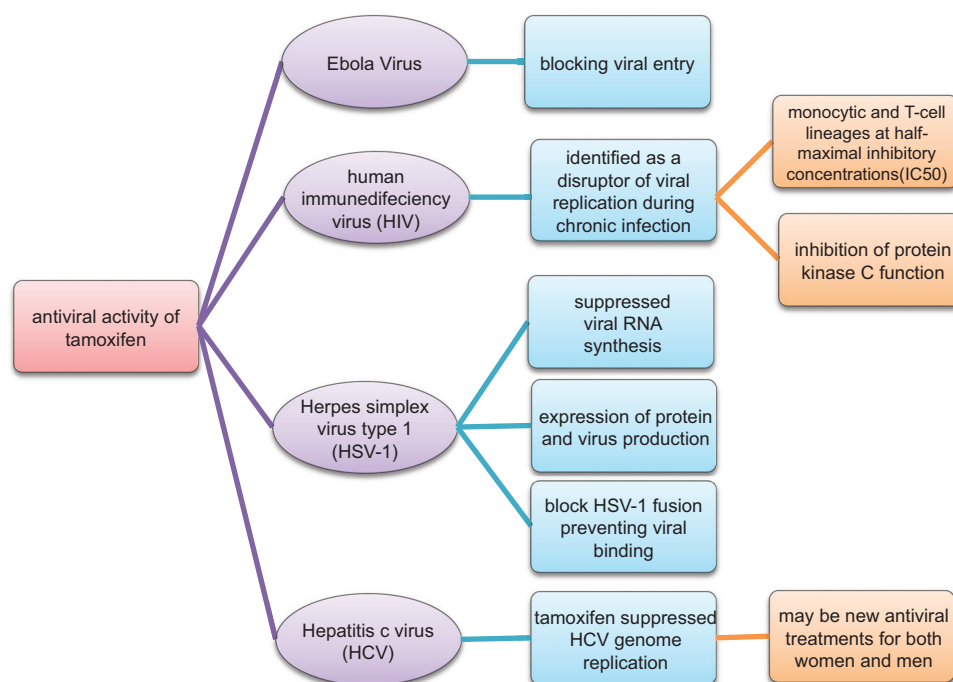 antiviral activity of
tamoxifen
Ebola Virus
blocking viral entry
human
immunedifeciency
virus (HIV)
identified as a
disruptor of viral
replication during
chronic infection
monocytic and T-cell
lineages at half-
maximal inhibitory
concentrations(IC50)
inhibition of protein
kinase C function
Herpes simplex
virus type 1
(HSV-1)
suppressed
viral RNA
synthesis
expression of protein
and virus production
block HSV-1 fusion
preventing viral
binding
Hepatitis c virus
(HCV)
tamoxifen suppressed
HCV genome
replication
may be new antiviral
treatments for both
women and men